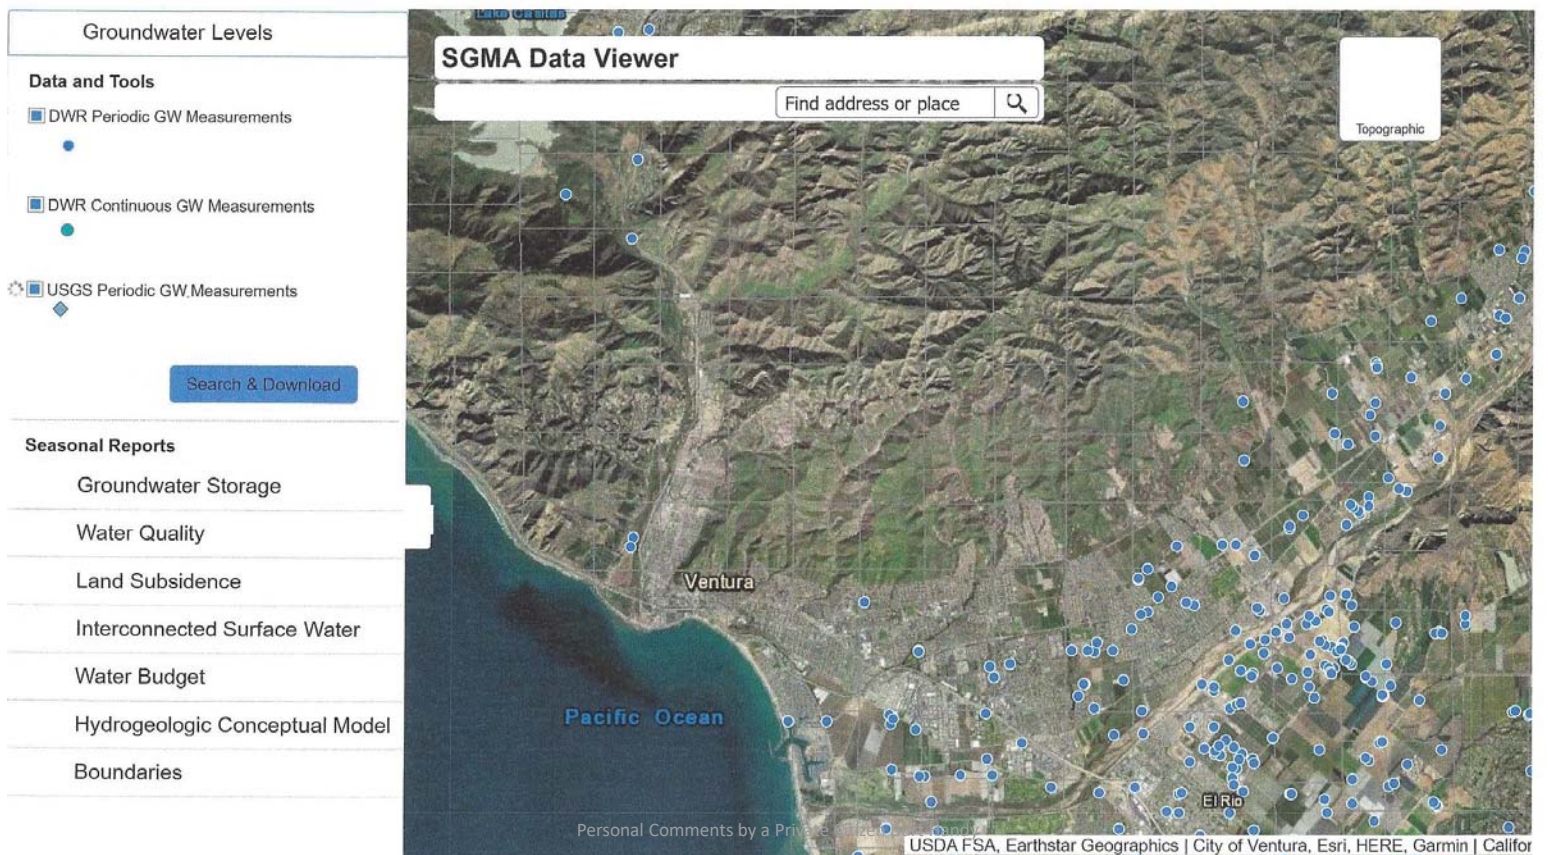 Groundwater Levels
Data and Tools
DWR Periodic GW Measurements
DWR Continuous GW Measurements
USGS Periodic GW Measurements
Search & Download
Seasonal Reports
Groundwater Storage
Water Quality
Land Subsidence
Interconnected Surface Water
Water Budget
Hydrogeologic Conceptual Model
Boundaries
Lake Casitas
SGMA Data Viewer
Find address or place
Topographic
Ventura
Pacific Ocean
El Rio
Personal Comments by a Private
USDA FSA, Earthstar Geographics | City of Ventura, Esri, HERE, Garmin | Califor